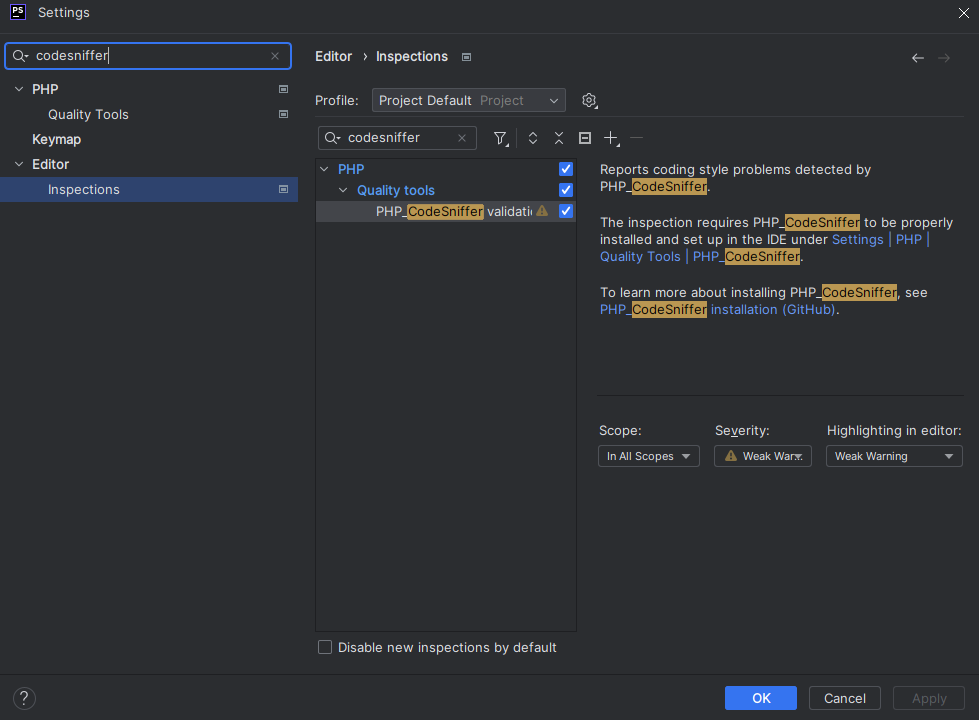 PS Settings
codesniffer
PHP
Quality Tools
Keymap
Editor
Inspections
Editor › Inspections
Profile: Project Default Project
codesniffer
PHP
Quality tools
PHP_CodeSniffer validati
Reports coding style problems detected by
PHP_CodeSniffer.
The inspection requires PHP_CodeSniffer to be properly
installed and set up in the IDE under Settings | PHP |
Quality Tools | PHP_CodeSniffer.
To learn more about installing PHP_CodeSniffer, see
PHP_CodeSniffer installation (GitHub).
Scope: Severity: Highlighting in editor:
In All Scopes Weak Warn. Weak Warning
Disable new inspections by default
? OK Cancel Apply